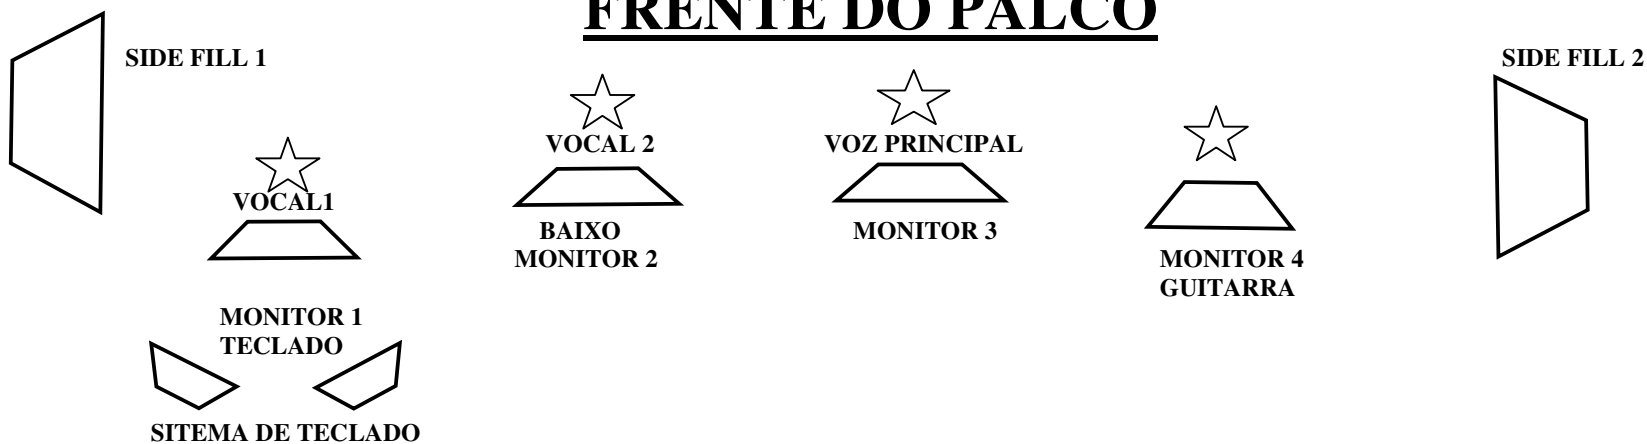 FRENTE DO PALCO
SIDE FILL 1
SIDE FILL 2
VOCAL 2
VOZ PRINCIPAL
VOCAL1
BAIXO
MONITOR 2
MONITOR 3
MONITOR 4
GUITARRA
MONITOR 1
TECLADO
SITEMA DE TECLADO